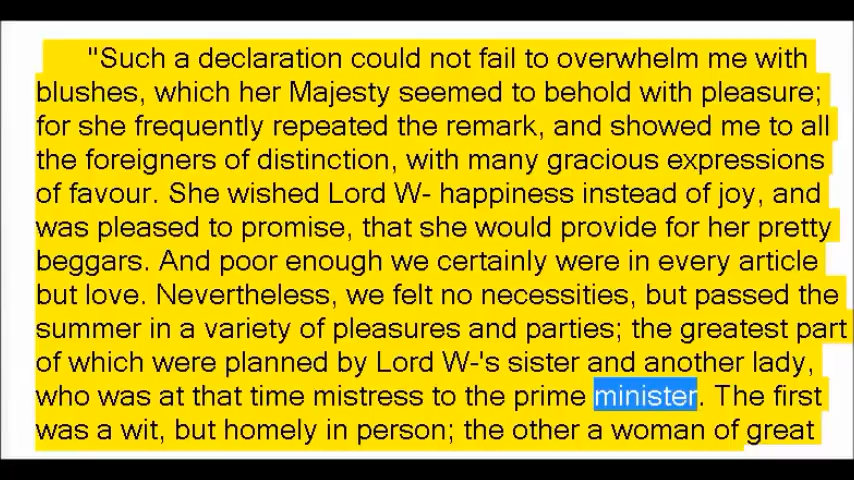 "Such a declaration could not fail to overwhelm me with
blushes, which her Majesty seemed to behold with pleasure;
for she frequently repeated the remark, and showed me to all
the foreigners of distinction, with many gracious expressions
of favour. She wished Lord W- happiness instead of joy, and
was pleased to promise, that she would provide for her pretty
beggars. And poor enough we certainly were in every article
but love. Nevertheless, we felt no necessities, but passed the
summer in a variety of pleasures and parties; the greatest part
of which were planned by Lord W-'s sister and another lady,
who was at that time mistress to the prime minister. The first
was a wit, but homely in person; the other a woman of great